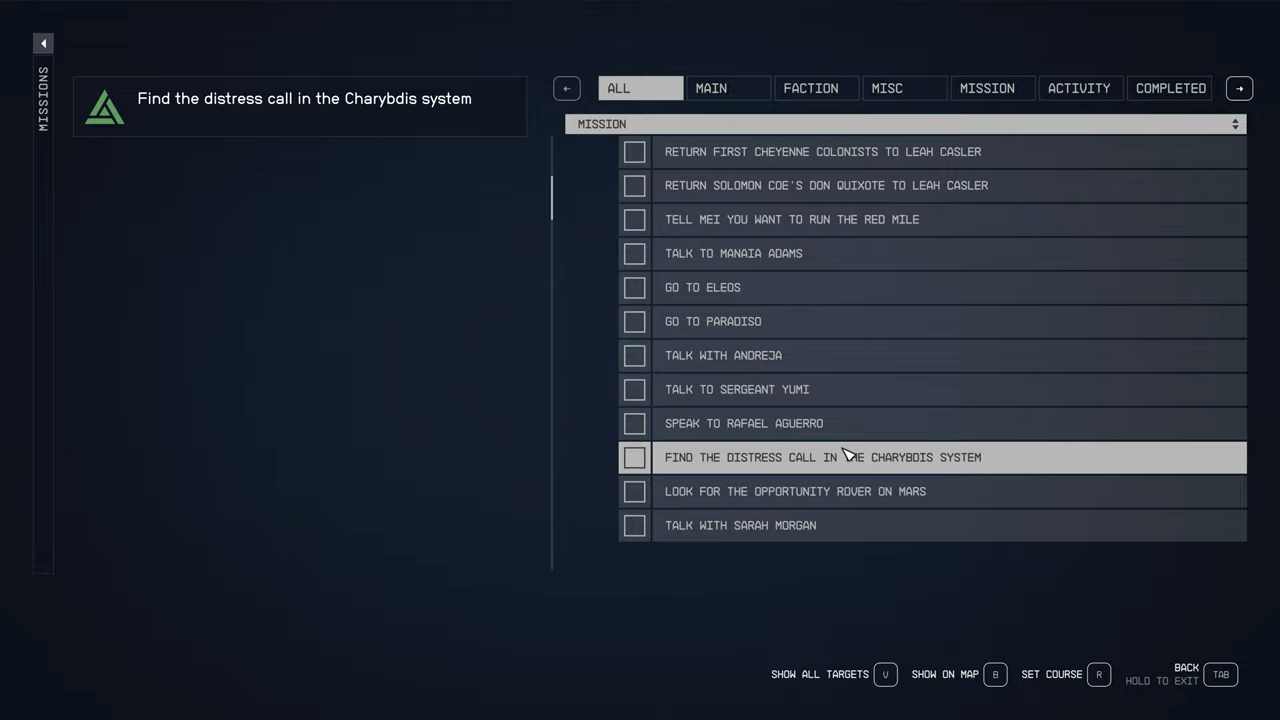 MISSIONS
Find the distress call in the Charybdis system
ALL
MAIN
FACTION
MISC
MISSION
ACTIVITY
COMPLETED
MISSION
RETURN FIRST CHEYENNE COLONISTS TO LEAH CASLER
RETURN SOLOMON COE'S DON QUIXOTE TO LEAH CASLER
TELL MEI YOU WANT TO RUN THE RED MILE
TALK TO MANAIA ADAMS
GO TO ELEOS
GO TO PARADISO
TALK WITH ANDREJA
TALK TO SERGEANT YUMI
SPEAK TO RAFAEL AGUERRO
FIND THE DISTRESS CALL IN THE CHARYBDIS SYSTEM
LOOK FOR THE OPPORTUNITY ROVER ON MARS
TALK WITH SARAH MORGAN
SHOW ALL TARGETS V
SHOW ON MAP B
SET COURSE R
BACK
HOLD TO EXIT TAB